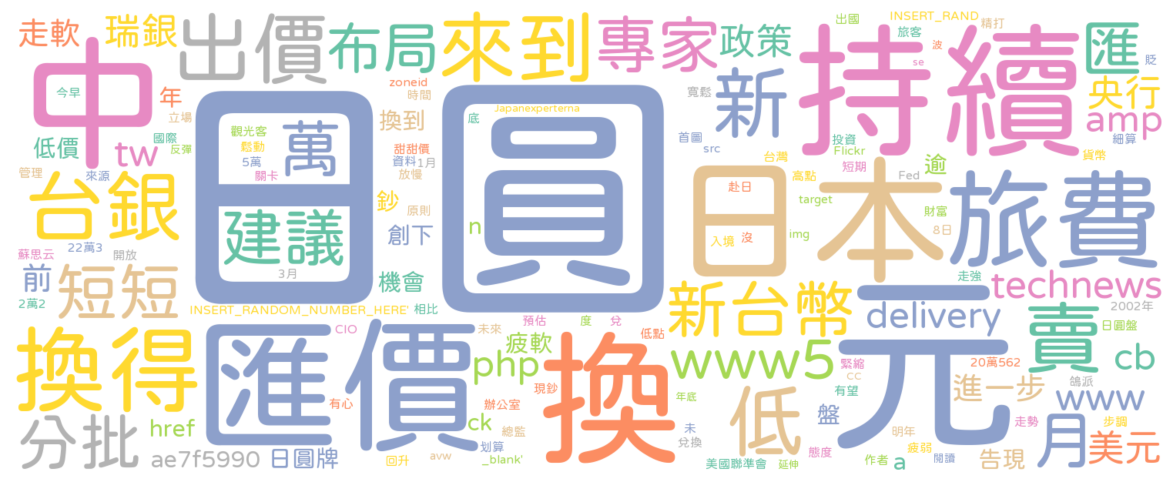 走軟
瑞銀
出價
布局
來到
專家
政策
出國
INSERT_RAND
精打
旅客
波
se
匯
貶
中
今早
年
立場
zoneid
時間
Japanexperterna
寬鬆
新
持續
央行
amp
觀光客
鬆動
5萬
關卡
萬
換到
底
首圖
src
投資
Flickr
細算
低價
tw
國際
反彈
甜甜價
資料
1月
放慢
台灣
短期
逾
貨幣
管理
來源
日圓
建議
3月
鈔
原則
日本
赴日
高點
Fed
target
財富
台銀
創下
n
入境
沒
img
8日
旅費
蘇思云
22萬3
開放
前
2萬2
短短
機會
走強
technews
INSERT_RANDOM_NUMBER_HERE'
相比
新台幣
delivery
2002年
賣
日圓盤
換得
匯價
CIO
未來
預估
度
兌
低點
疲軟
php
換
www5
元
緊縮
CC
20萬562
cb
鴿派
有望
進一步
www
現鈔
有心
辦公室
年底
低
盤
分批
href
ck
總監
划算
_blank'
未
兌換
明年
走勢
步調
月
美元
ae7f5990
日圓牌
回升
avw
美國聯準會
延伸
態度
作者
a
疲弱
閱讀
告現